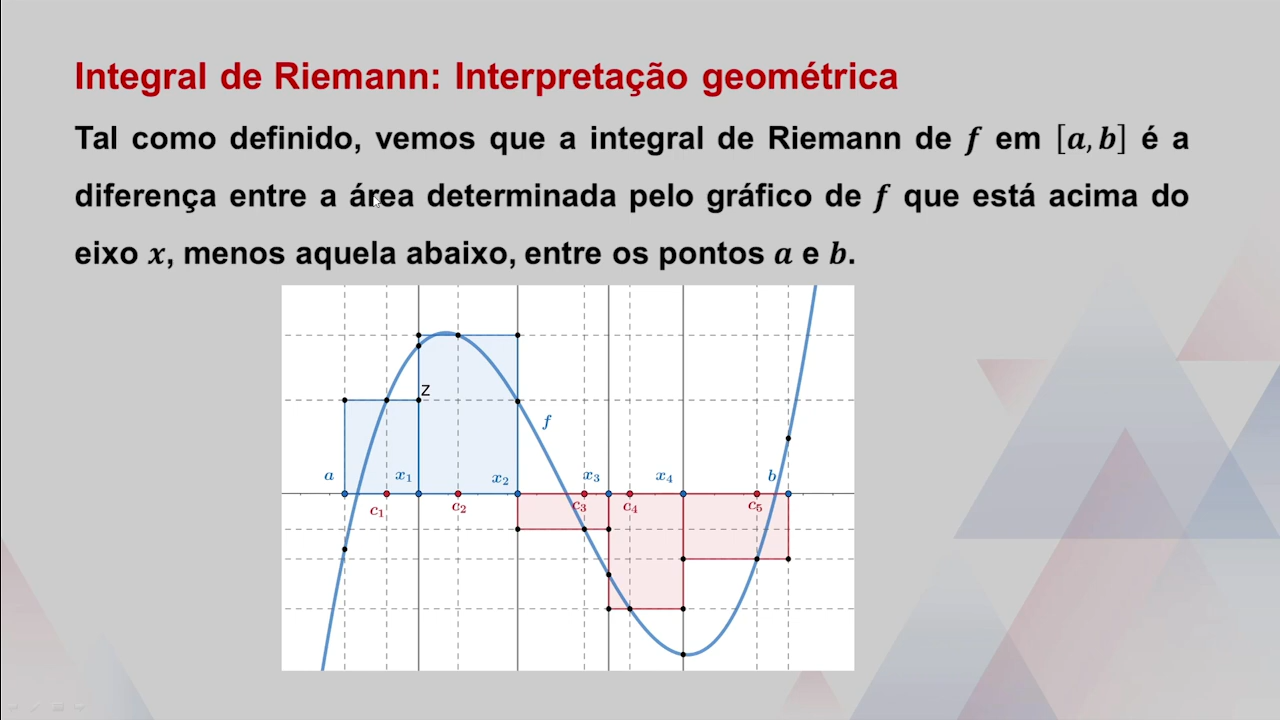 Integral de Riemann: Interpretação geométrica
Tal como definido, vemos que a integral de Riemann de f em [a, b] é a
diferença entre a área determinada pelo gráfico de f que está acima do
eixo x, menos aquela abaixo, entre os pontos a e b.
Z
f
a x₁ x₂ x₃ x₄ b
c₁ c₂ c₃ c₄ c₅